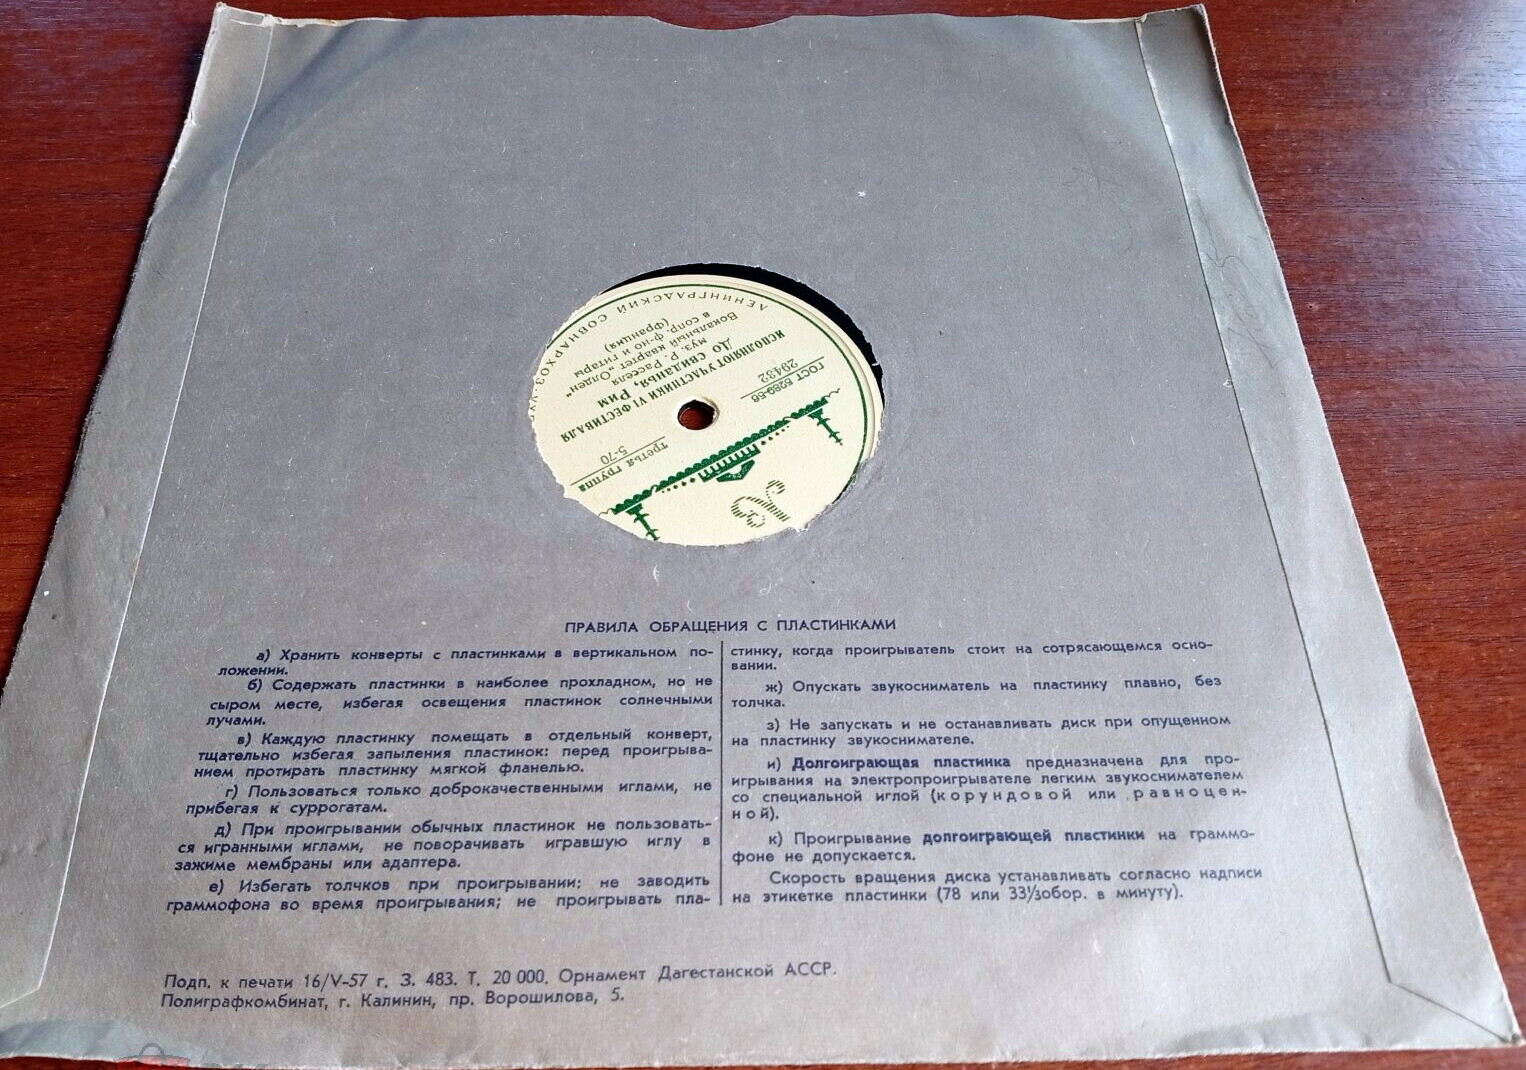 ЛЕНИНГРАДСКИЙ СОВНАРХОЗ
третья группа
5-70
ГОСТ 5289-56
29432
ИСПОЛНЯЮТ УЧАСТНИКИ VI ФЕСТИВАЛЯ
До свиданья, Рим
муз. Р. Расселя
Вокальный квартет „Олден"
в сопр. ф-но и гитары
(Франция)
ПРАВИЛА ОБРАЩЕНИЯ С ПЛАСТИНКАМИ
а) Хранить конверты с пластинками в вертикальном по-
ложении.
б) Содержать пластинки в наиболее прохладном, но не
сыром месте, избегая освещения пластинок солнечными
лучами.
в) Каждую пластинку помещать в отдельный конверт,
тщательно избегая запыления пластинок: перед проигрыва-
нием протирать пластинку мягкой фланелью.
г) Пользоваться только доброкачественными иглами, не
прибегая к суррогатам.
д) При проигрывании обычных пластинок не пользовать-
ся игранными иглами, не поворачивать игравшую иглу в
зажиме мембраны или адаптера.
е) Избегать толчков при проигрывании: не заводить
граммофона во время проигрывания; не проигрывать пла-
стинку, когда проигрыватель стоит на сотрясающемся осно-
вании.
ж) Опускать звукосниматель на пластинку плавно, без
толчка.
з) Не запускать и не останавливать диск при опущенном
на пластинку звукоснимателе.
и) Долгоиграющая пластинка предназначена для про-
игрывания на электропроигрывателе легким звукоснимателем
со специальной иглой (корундовой или равноцен-
ной).
к) Проигрывание долгоиграющей пластинки на граммо-
фоне не допускается.
Скорость вращения диска устанавливать согласно надписи
на этикетке пластинки (78 или 33⅓обор. в минуту).
Подп. к печати 16/V-57 г. З. 483. Т. 20 000. Орнамент Дагестанской АССР.
Полиграфкомбинат, г. Калинин, пр. Ворошилова, 5.